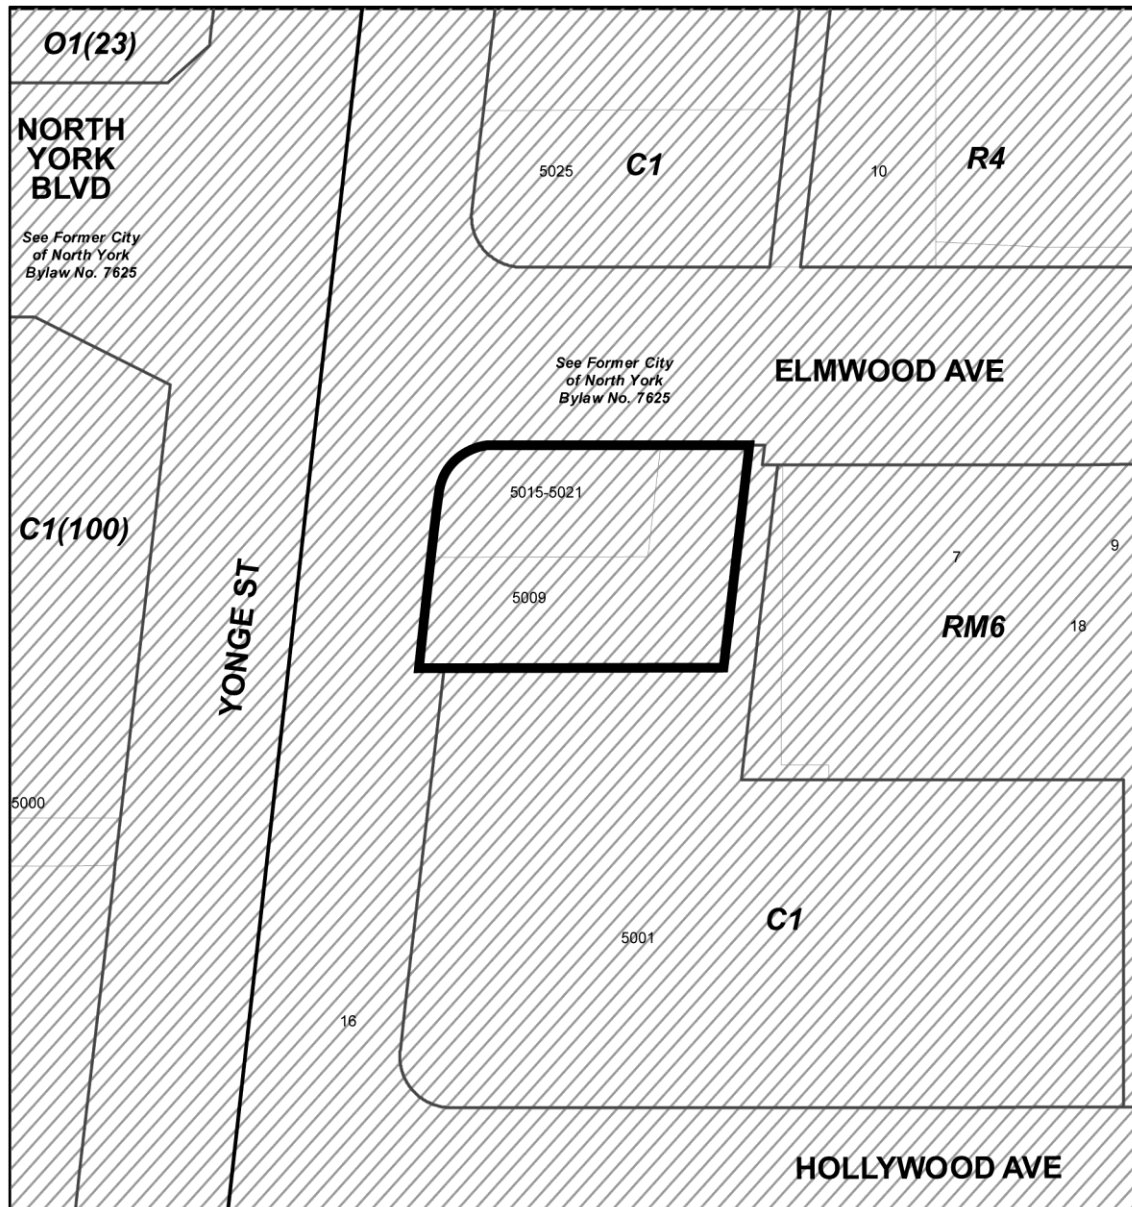 O1(23)
NORTH
YORK
BLVD
See Former City
of North York
Bylaw No. 7625
5025
C1
10
R4
See Former City
of North York
Bylaw No. 7625
ELMWOOD AVE
5015-5021
5009
C1(100)
YONGE ST
7
9
RM6
18
5000
5001
C1
16
HOLLYWOOD AVE